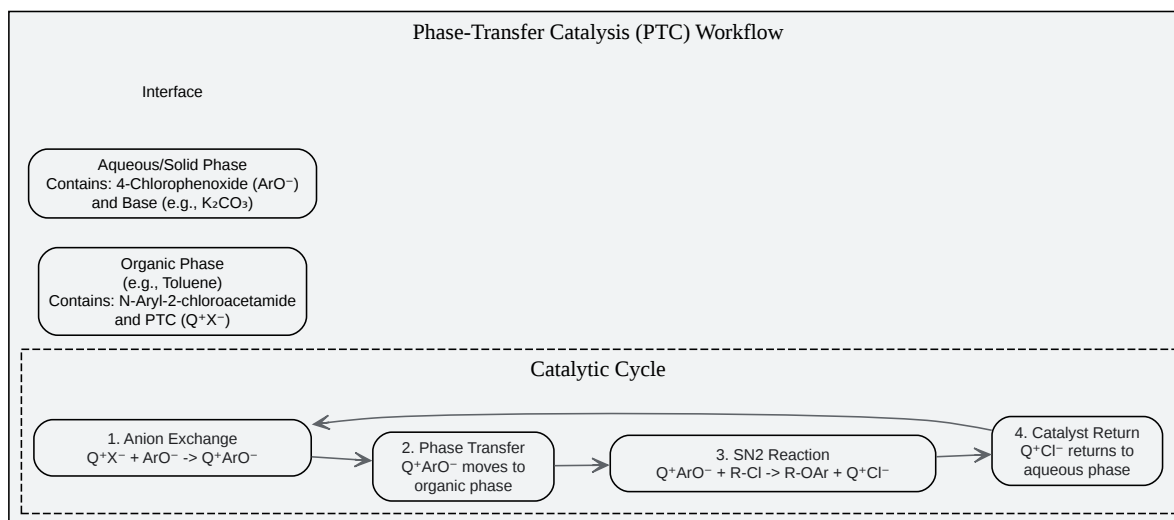 Phase-Transfer Catalysis (PTC) Workflow
Interface
Aqueous/Solid Phase
Contains: 4-Chlorophenoxide (ArO⁻)
and Base (e.g., K₂CO₃)
Organic Phase
(e.g., Toluene)
Contains: N-Aryl-2-chloroacetamide
and PTC (Q⁺X⁻)
Catalytic Cycle
1. Anion Exchange
Q⁺X⁻ + ArO⁻ -> Q⁺ArO⁻
2. Phase Transfer
Q⁺ArO⁻ moves to
organic phase
3. SN2 Reaction
Q⁺ArO⁻ + R-Cl -> R-OAr + Q⁺Cl⁻
4. Catalyst Return
Q⁺Cl⁻ returns to
aqueous phase